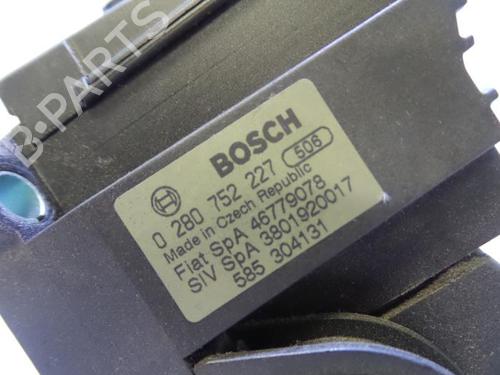 B-PARTS
BOSCH
0 280 752 227 506
Made in Czech Republic
Fiat SpA 46779078
SIV SpA 3801920017
585 304131